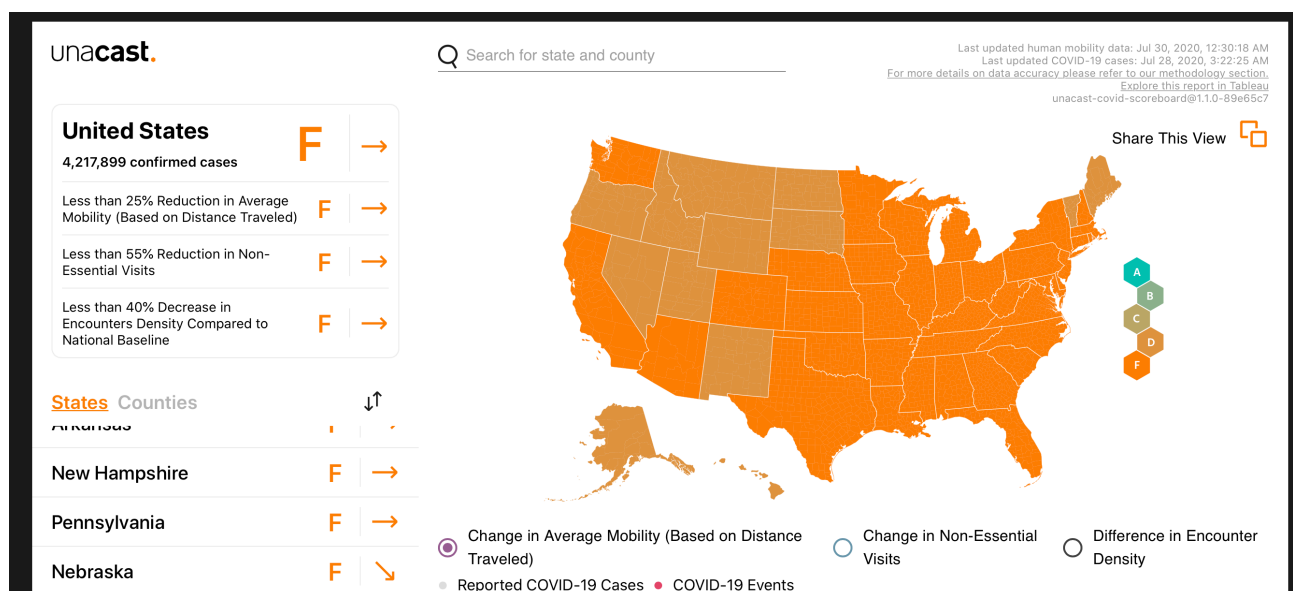 unacast.
Search for state and county
Last updated human mobility data: Jul 30, 2020, 12:30:18 AM
Last updated COVID-19 cases: Jul 28, 2020, 3:22:25 AM
For more details on data accuracy please refer to our methodology section.
Explore this report in Tableau
unacast-covid-scoreboard@1.1.0-89e65c7
Share This View
United States
4,217,899 confirmed cases
F
Less than 25% Reduction in Average
Mobility (Based on Distance Traveled)
F
Less than 55% Reduction in Non-
Essential Visits
F
Less than 40% Decrease in
Encounters Density Compared to
National Baseline
F
States Counties
Arkansas
New Hampshire F
Pennsylvania F
Nebraska F
A
B
C
D
F
Change in Average Mobility (Based on Distance
Traveled)
Change in Non-Essential
Visits
Difference in Encounter
Density
Reported COVID-19 Cases
COVID-19 Events